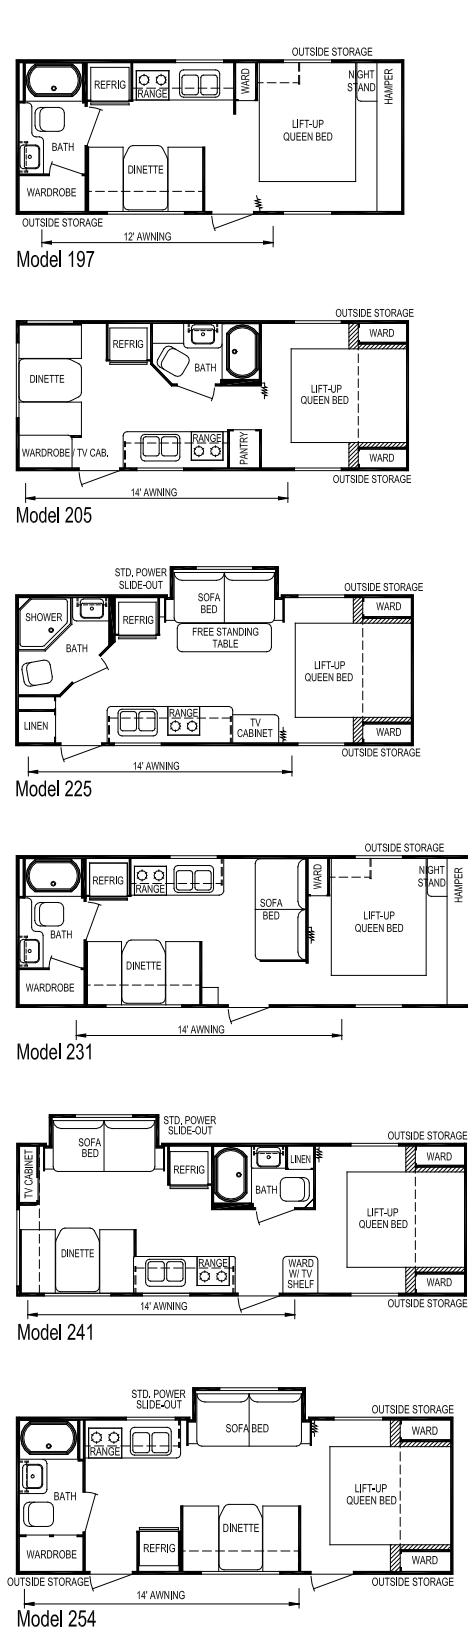 OUTSIDE STORAGE
REFRIG
RANGE
WARD
NIGHT
STAND
HAMPER
LIFT-UP
QUEEN BED
BATH
DINETTE
WARDROBE
OUTSIDE STORAGE
12' AWNING
Model 197
OUTSIDE STORAGE
REFRIG
WARD
BATH
DINETTE
LIFT-UP
QUEEN BED
RANGE
PANTRY
WARDROBE / TV CAB.
WARD
OUTSIDE STORAGE
14' AWNING
Model 205
STD, POWER
SLIDE-OUT
OUTSIDE STORAGE
SOFA
BED
WARD
SHOWER
REFRIG
FREE STANDING
TABLE
BATH
LIFT-UP
QUEEN BED
RANGE
LINEN
TV
CABINET
WARD
OUTSIDE STORAGE
14' AWNING
Model 225
OUTSIDE STORAGE
REFRIG
RANGE
WARD
NIGHT
STAND
HAMPER
SOFA
BED
LIFT-UP
QUEEN BED
BATH
DINETTE
WARDROBE
14' AWNING
Model 231
STD, POWER
SLIDE-OUT
OUTSIDE STORAGE
SOFA
BED
TV CABINET
REFRIG
LINEN
WARD
BATH
LIFT-UP
QUEEN BED
DINETTE
RANGE
WARD
W/ TV
SHELF
WARD
OUTSIDE STORAGE
14' AWNING
Model 241
STD, POWER
SLIDE-OUT
OUTSIDE STORAGE
RANGE
SOFA BED
WARD
BATH
LIFT-UP
QUEEN BED
DINETTE
REFRIG
WARDROBE
WARD
OUTSIDE STORAGE
OUTSIDE STORAGE
14' AWNING
Model 254